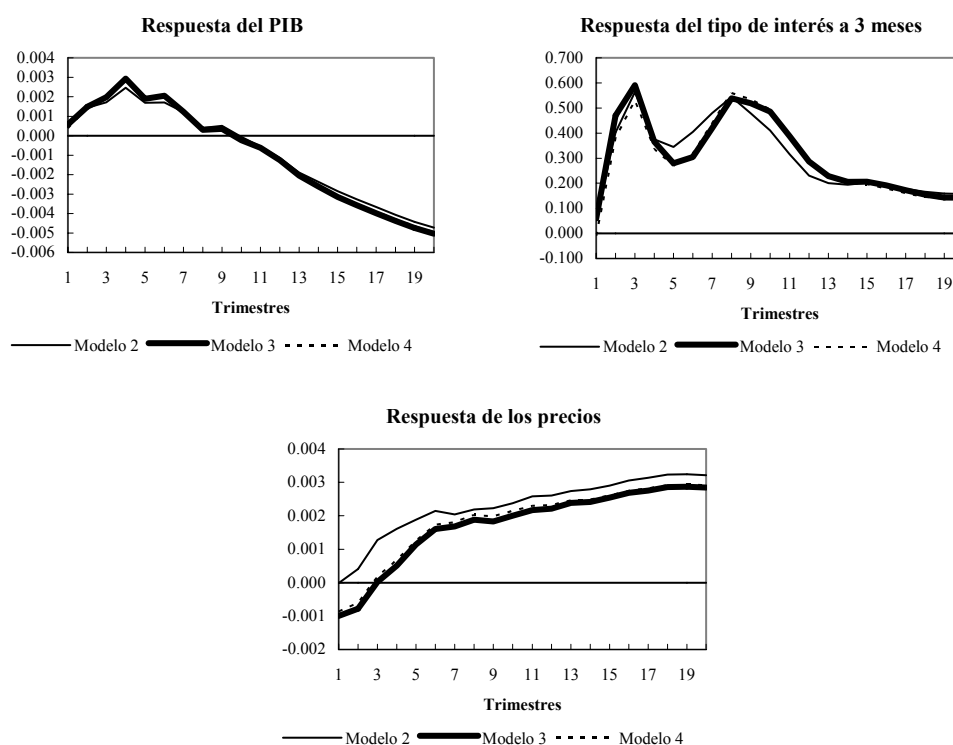 Respuesta del PIB
0.004
0.003
0.002
0.001
0.000
-0.001
-0.002
-0.003
-0.004
-0.005
-0.006
1 3 5 7 9 11 13 15 17 19
Trimestres
Modelo 2 Modelo 3 Modelo 4
Respuesta del tipo de interés a 3 meses
0.700
0.600
0.500
0.400
0.300
0.200
0.100
0.000
-0.100
1 3 5 7 9 11 13 15 17 19
Trimestres
Modelo 2 Modelo 3 Modelo 4
Respuesta de los precios
0.004
0.003
0.002
0.001
0.000
-0.001
-0.002
1 3 5 7 9 11 13 15 17 19
Trimestres
Modelo 2 Modelo 3 Modelo 4